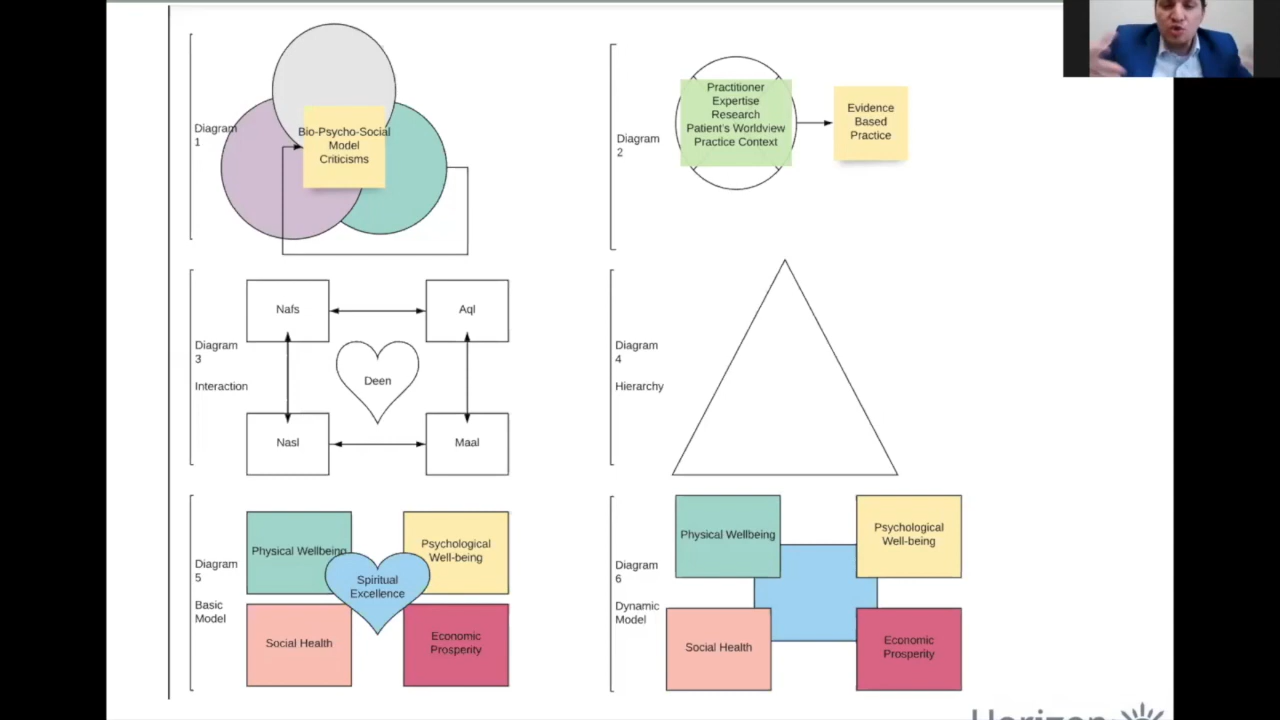 Diagram
1
Bio-Psycho-Social
Model
Criticisms
Diagram
2
Practitioner
Expertise
Research
Patient's Worldview
Practice Context
Evidence
Based
Practice
Diagram
3
Interaction
Nafs
Aql
Deen
Nasl
Maal
Diagram
4
Hierarchy
Diagram
5
Basic
Model
Physical Wellbeing
Psychological
Well-being
Spiritual
Excellence
Social Health
Economic
Prosperity
Diagram
6
Dynamic
Model
Physical Wellbeing
Psychological
Well-being
Social Health
Economic
Prosperity
Horizon